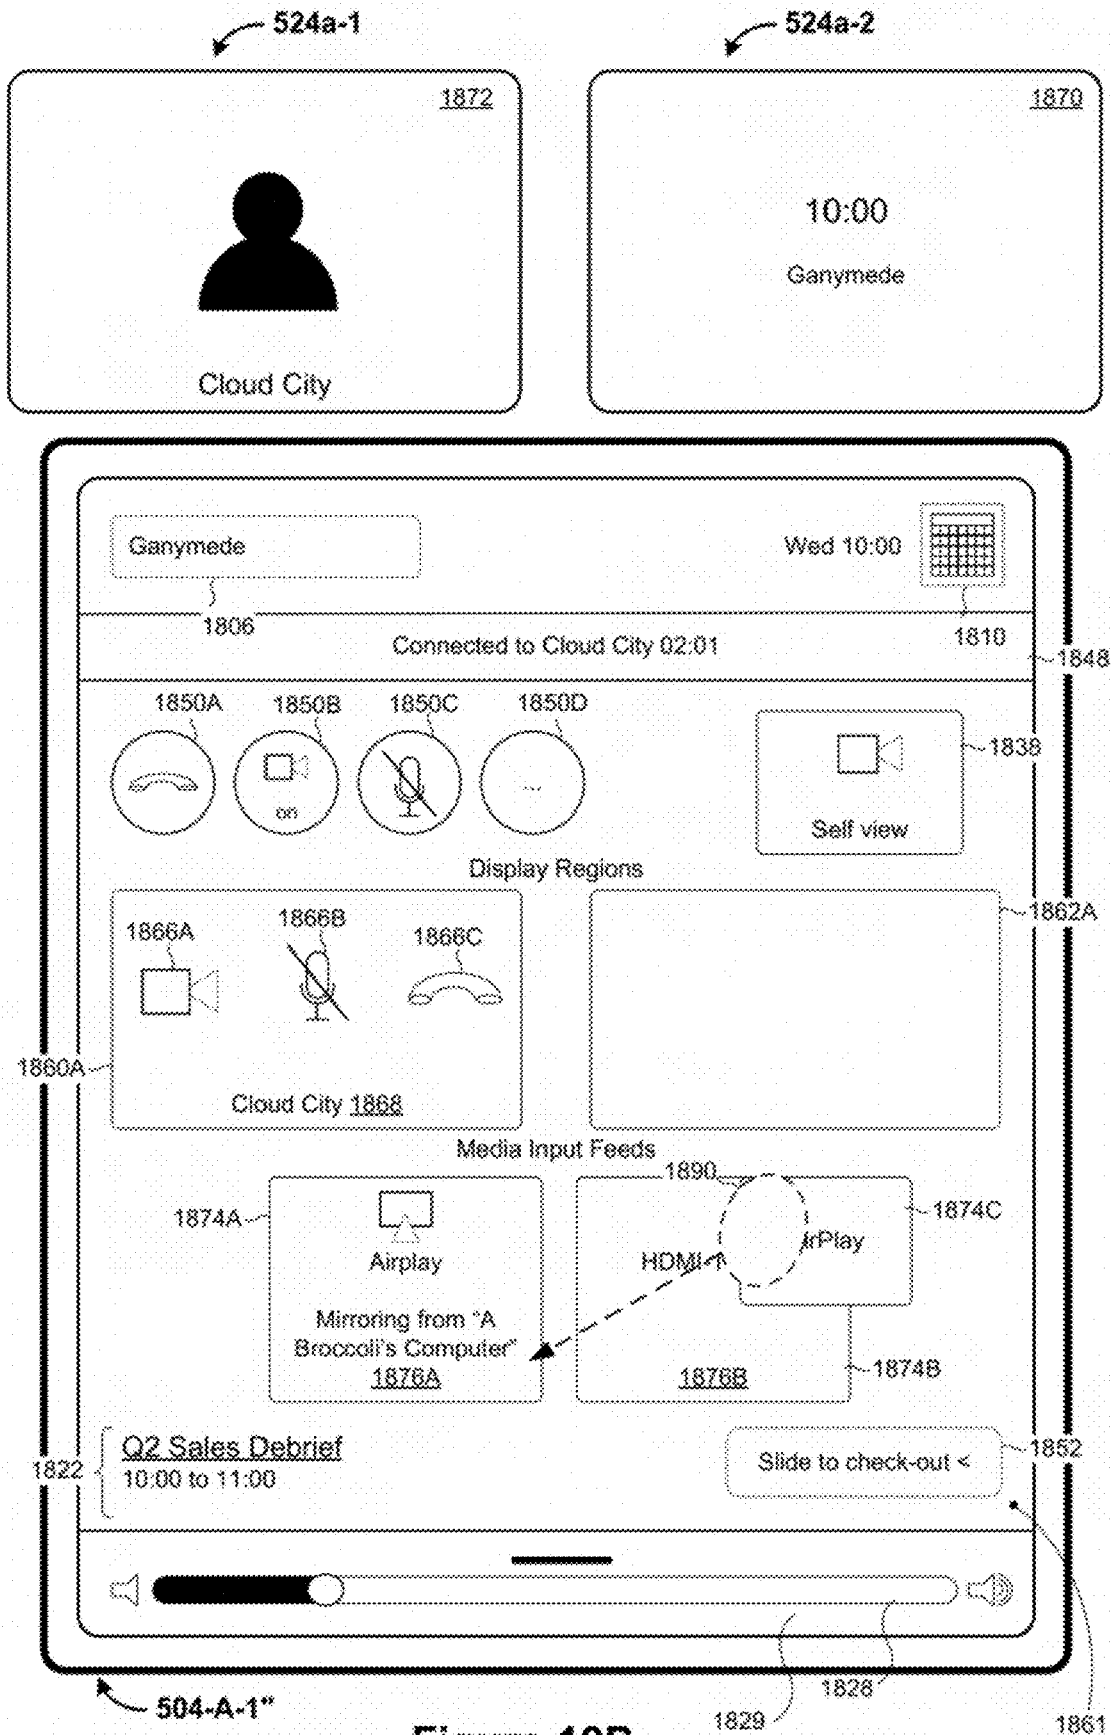 524a-1
524a-2
1872
1870
10:00
Ganymede
Cloud City
Ganymede
Wed 10:00
1806
1810
Connected to Cloud City 02:01
1848
1850A
1850B
1850C
1850D
on
...
1838
Self view
Display Regions
1862A
1866A
1866B
1866C
1860A
Cloud City 1868
Media Input Feeds
1890
1874A
1874C
Airplay
irPlay
HDMI-1
Mirroring from "A
Broccoli's Computer"
1876A
1876B
1874B
Q2 Sales Debrief
10:00 to 11:00
1822
Slide to check-out <
1852
504-A-1"
1828
1829
1861